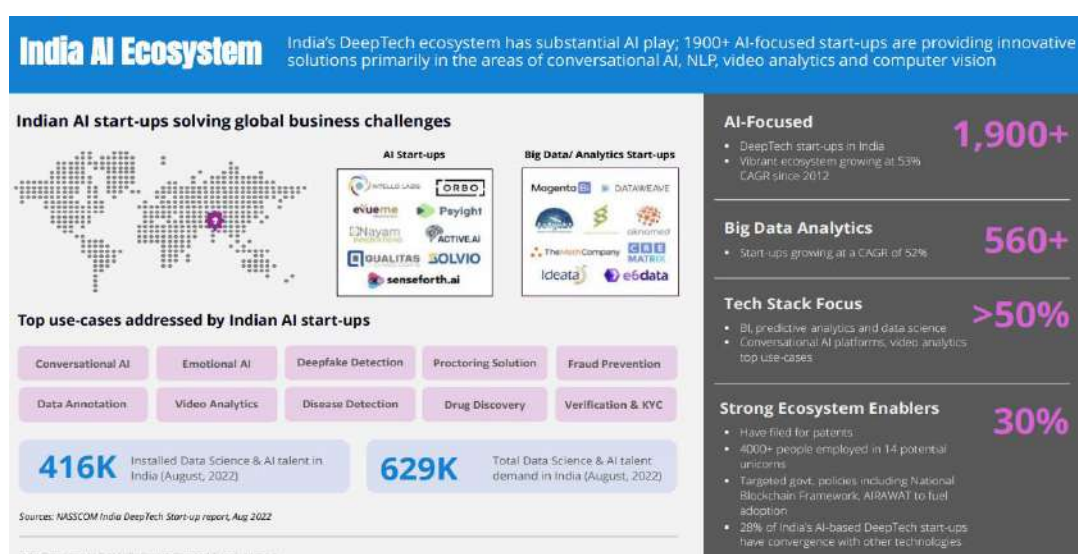 India AI Ecosystem
India's DeepTech ecosystem has substantial AI play; 1900+ AI-focused start-ups are providing innovative
solutions primarily in the areas of conversational AI, NLP, video analytics and computer vision
Indian AI start-ups solving global business challenges
AI Start-ups
INTELLO LABS
ORBO
evueme
Psyight
Nayam
ACTIVE.AI
QUALITAS
SOLVIO
senseforth.ai
Big Data/ Analytics Start-ups
Magento BI
DATAWEAVE
oknomed
TheMathCompany
CRE
MATRIX
Ideata
e6data
Top use-cases addressed by Indian AI start-ups
Conversational AI
Emotional AI
Deepfake Detection
Proctoring Solution
Fraud Prevention
Data Annotation
Video Analytics
Disease Detection
Drug Discovery
Verification & KYC
416K
Installed Data Science & AI talent in
India (August, 2022)
629K
Total Data Science & AI talent
demand in India (August, 2022)
Sources: NASSCOM India DeepTech Start-up report, Aug 2022
AI-Focused
1,900+
• DeepTech start-ups in India
• Vibrant ecosystem growing at 53%
CAGR since 2012
Big Data Analytics
560+
• Start-ups growing at a CAGR of 52%
Tech Stack Focus
>50%
• BI, predictive analytics and data science
• Conversational AI platforms, video analytics
top use-cases
Strong Ecosystem Enablers
30%
• Have filed for patents
• 4000+ people employed in 14 potential
unicorns
• Targeted govt. policies including National
Blockchain Framework, AIRAWAT to fuel
adoption
• 28% of India's AI-based DeepTech start-ups
have convergence with other technologies